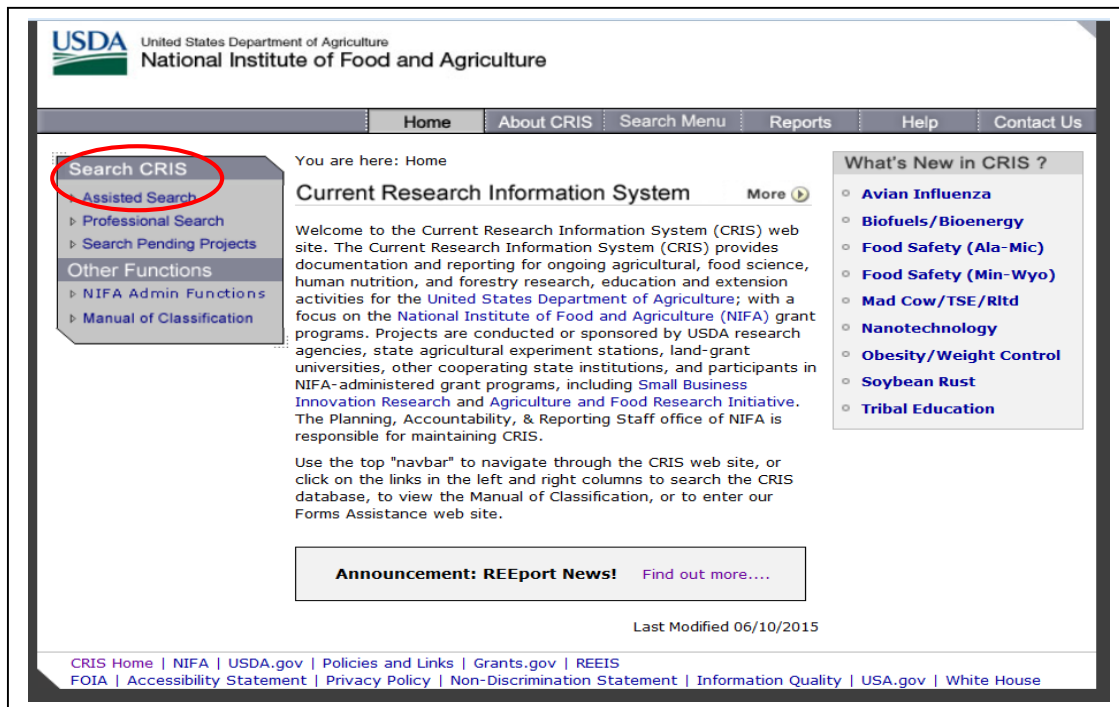 USDA
United States Department of Agriculture
National Institute of Food and Agriculture
Home About CRIS Search Menu Reports Help Contact Us
Search CRIS
Assisted Search
Professional Search
Search Pending Projects
Other Functions
NIFA Admin Functions
Manual of Classification
You are here: Home
Current Research Information System More
Welcome to the Current Research Information System (CRIS) web
site. The Current Research Information System (CRIS) provides
documentation and reporting for ongoing agricultural, food science,
human nutrition, and forestry research, education and extension
activities for the United States Department of Agriculture; with a
focus on the National Institute of Food and Agriculture (NIFA) grant
programs. Projects are conducted or sponsored by USDA research
agencies, state agricultural experiment stations, land-grant
universities, other cooperating state institutions, and participants in
NIFA-administered grant programs, including Small Business
Innovation Research and Agriculture and Food Research Initiative.
The Planning, Accountability, & Reporting Staff office of NIFA is
responsible for maintaining CRIS.
Use the top "navbar" to navigate through the CRIS web site, or
click on the links in the left and right columns to search the CRIS
database, to view the Manual of Classification, or to enter our
Forms Assistance web site.
Announcement: REEport News! Find out more....
Last Modified 06/10/2015
What's New in CRIS ?
Avian Influenza
Biofuels/Bioenergy
Food Safety (Ala-Mic)
Food Safety (Min-Wyo)
Mad Cow/TSE/Rltd
Nanotechnology
Obesity/Weight Control
Soybean Rust
Tribal Education
CRIS Home | NIFA | USDA.gov | Policies and Links | Grants.gov | REEIS
FOIA | Accessibility Statement | Privacy Policy | Non-Discrimination Statement | Information Quality | USA.gov | White House